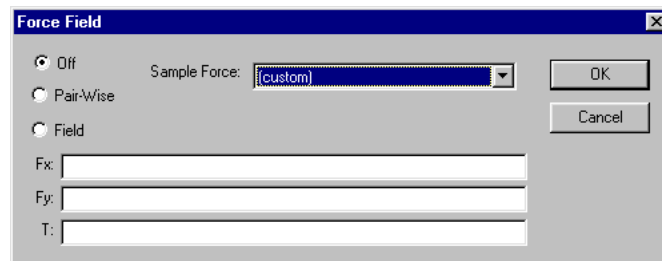 Force Field
Off
Sample Force: (custom)
OK
Pair-Wise
Cancel
Field
Fx:
Fy:
T: